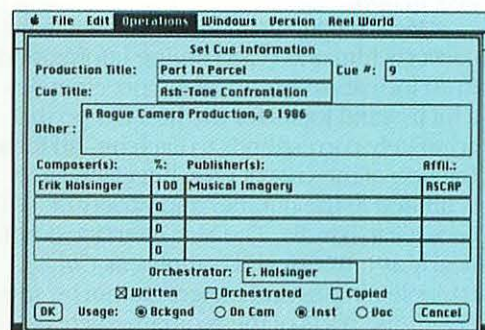 File Edit Operations Windows Version Reel World
Set Cue Information
Production Title: Part In Parcel Cue #: 9
Cue Title: Ash-Tone Confrontation
Other : A Rogue Camera Production, © 1986
Composer(s): %: Publisher(s): Affil.:
Erik Holsinger 100 Musical Imagery ASCAP
0
0
0
Orchestrator: E. Holsinger
Written Orchestrated Copied
OK Usage: Bckgnd On Cam Inst Voc Cancel